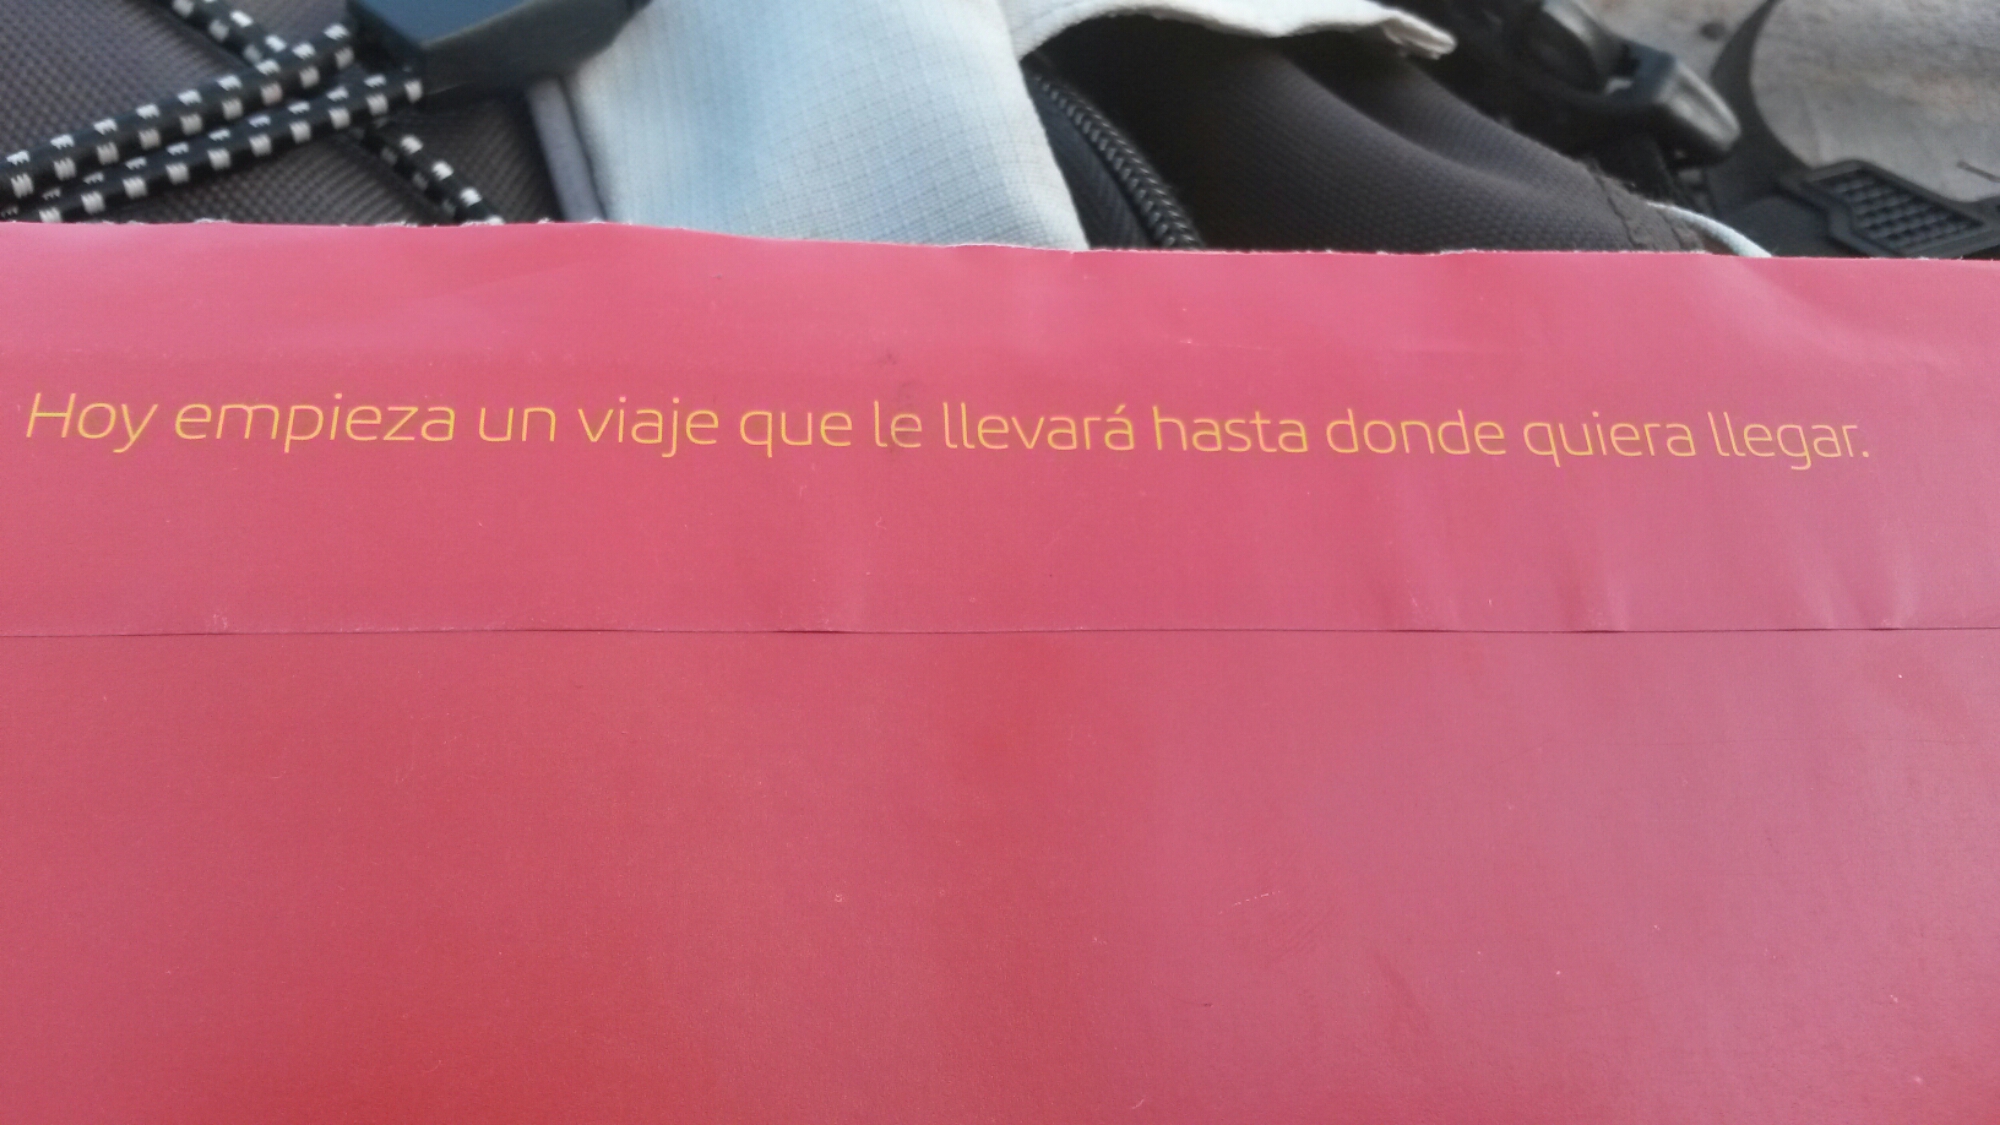 Hoy empieza un viaje que le llevará hasta donde quiera llegar.